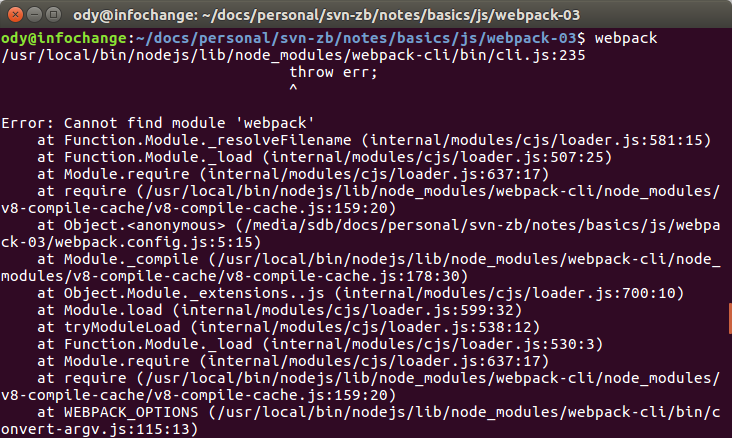 ody@infochange: ~/docs/personal/svn-zb/notes/basics/js/webpack-03
ody@infochange:~/docs/personal/svn-zb/notes/basics/js/webpack-03$ webpack
/usr/local/bin/nodejs/lib/node_modules/webpack-cli/bin/cli.js:235
                                throw err;
                                ^

Error: Cannot find module 'webpack'
    at Function.Module._resolveFilename (internal/modules/cjs/loader.js:581:15)
    at Function.Module._load (internal/modules/cjs/loader.js:507:25)
    at Module.require (internal/modules/cjs/loader.js:637:17)
    at require (/usr/local/bin/nodejs/lib/node_modules/webpack-cli/node_modules/
v8-compile-cache/v8-compile-cache.js:159:20)
    at Object.<anonymous> (/media/sdb/docs/personal/svn-zb/notes/basics/js/webpa
ck-03/webpack.config.js:5:15)
    at Module._compile (/usr/local/bin/nodejs/lib/node_modules/webpack-cli/node_
modules/v8-compile-cache/v8-compile-cache.js:178:30)
    at Object.Module._extensions..js (internal/modules/cjs/loader.js:700:10)
    at Module.load (internal/modules/cjs/loader.js:599:32)
    at tryModuleLoad (internal/modules/cjs/loader.js:538:12)
    at Function.Module._load (internal/modules/cjs/loader.js:530:3)
    at Module.require (internal/modules/cjs/loader.js:637:17)
    at require (/usr/local/bin/nodejs/lib/node_modules/webpack-cli/node_modules/
v8-compile-cache/v8-compile-cache.js:159:20)
    at WEBPACK_OPTIONS (/usr/local/bin/nodejs/lib/node_modules/webpack-cli/bin/c
onvert-argv.js:115:13)